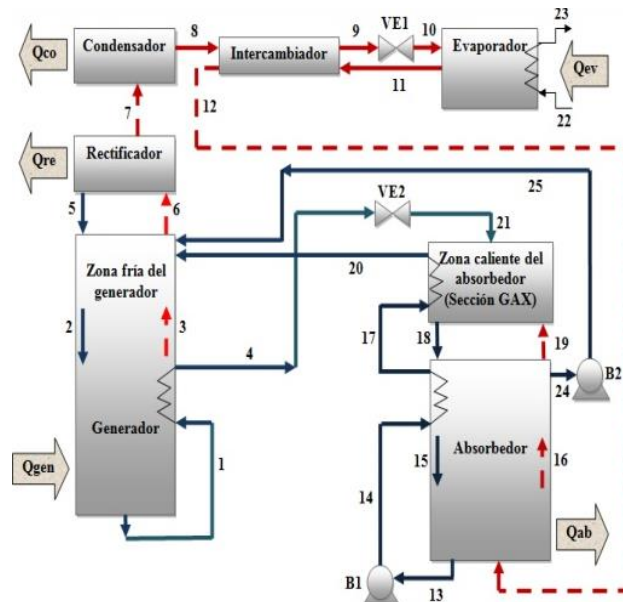 8
9
VE1
10
23
Qco
Condensador
Intercambiador
Evaporador
Qev
12
11
22
7
Qre
Rectificador
25
VE2
5
6
21
Zona fría del
generador
20
Zona caliente del
absorbedor
(Sección GAX)
2
3
17
18
19
4
24
B2
Generador
1
15
Absorbedor
16
Qgen
14
Qab
B1
13